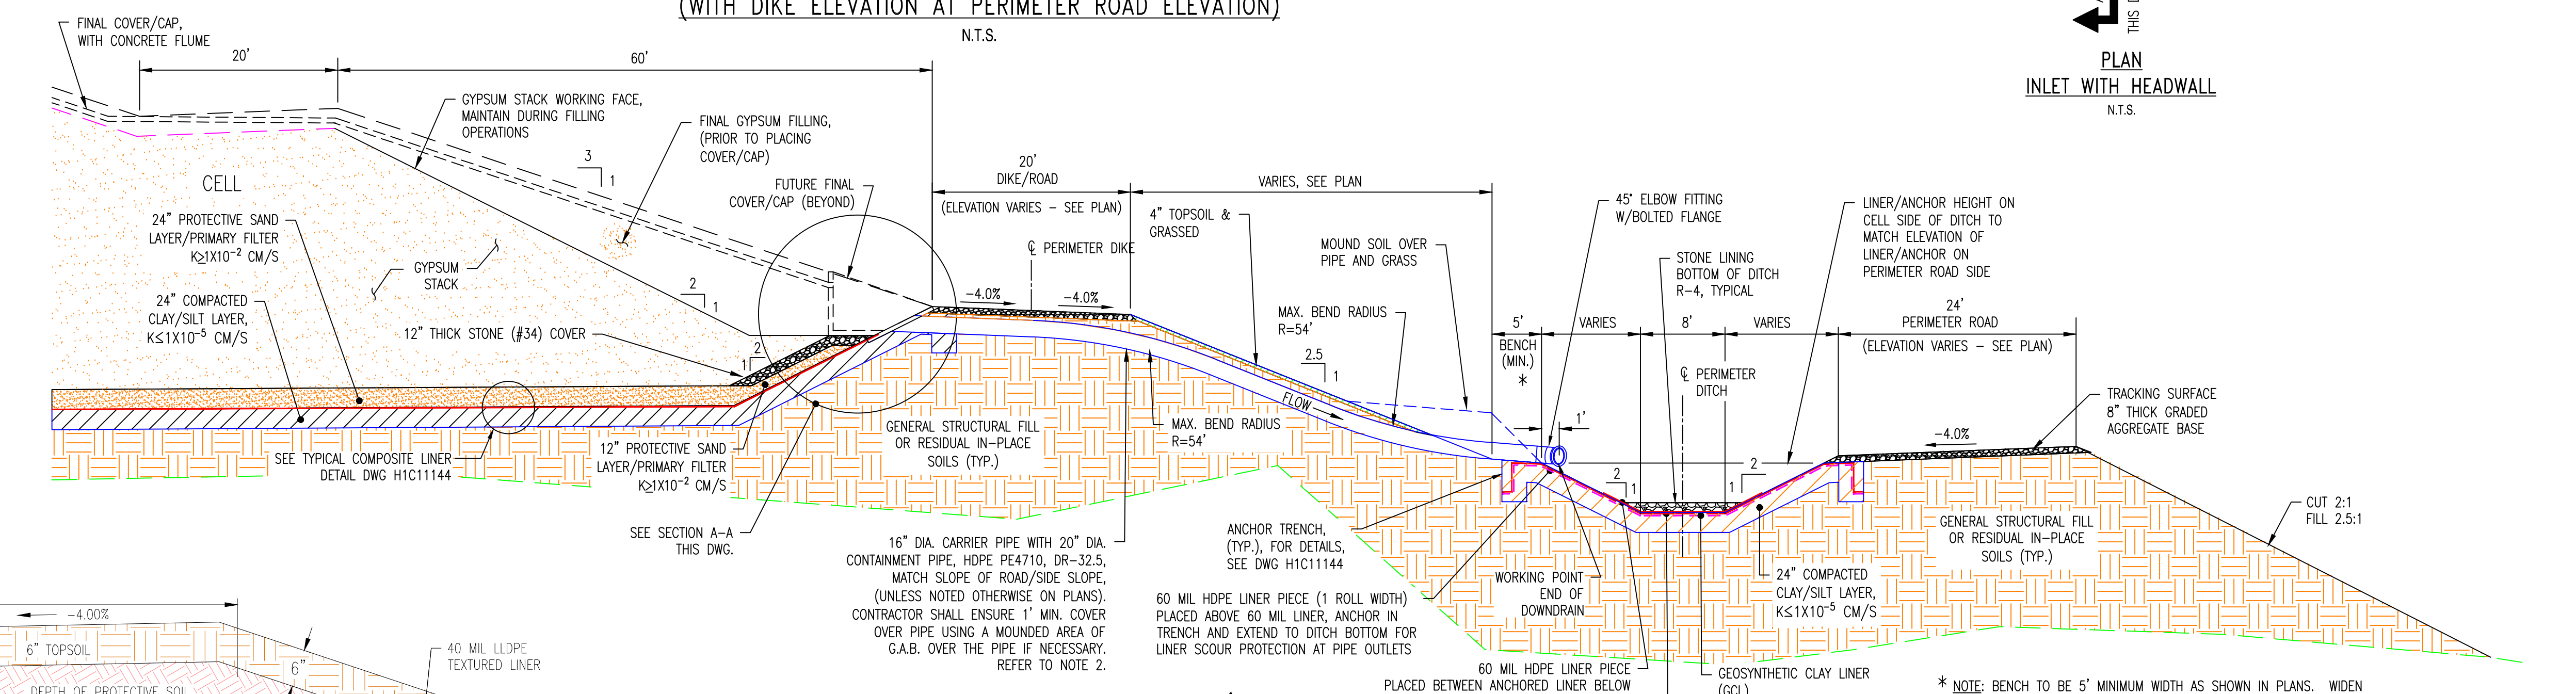 (WITH DIKE ELEVATION AT PERIMETER ROAD ELEVATION)
N.T.S.
THIS
PLAN
INLET WITH HEADWALL
N.T.S.
FINAL COVER/CAP,
WITH CONCRETE FLUME
20'
60'
GYPSUM STACK WORKING FACE,
MAINTAIN DURING FILLING
OPERATIONS
FINAL GYPSUM FILLING,
(PRIOR TO PLACING
COVER/CAP)
3
1
FUTURE FINAL
COVER/CAP (BEYOND)
CELL
24" PROTECTIVE SAND
LAYER/PRIMARY FILTER
K≥1X10⁻² CM/S
GYPSUM
STACK
24" COMPACTED
CLAY/SILT LAYER,
K≤1X10⁻⁵ CM/S
12" THICK STONE (#34) COVER
2
1
2
1
20'
DIKE/ROAD
(ELEVATION VARIES - SEE PLAN)
℄ PERIMETER DIKE
-4.0%
-4.0%
VARIES, SEE PLAN
4" TOPSOIL &
GRASSED
MOUND SOIL OVER
PIPE AND GRASS
MAX. BEND RADIUS
R=54'
2.5
1
FLOW
MAX. BEND RADIUS
R=54'
GENERAL STRUCTURAL FILL
OR RESIDUAL IN-PLACE
SOILS (TYP.)
SEE TYPICAL COMPOSITE LINER
DETAIL DWG H1C11144
12" PROTECTIVE SAND
LAYER/PRIMARY FILTER
K≥1X10⁻² CM/S
SEE SECTION A-A
THIS DWG.
16" DIA. CARRIER PIPE WITH 20" DIA.
CONTAINMENT PIPE, HDPE PE4710, DR-32.5,
MATCH SLOPE OF ROAD/SIDE SLOPE,
(UNLESS NOTED OTHERWISE ON PLANS).
CONTRACTOR SHALL ENSURE 1' MIN. COVER
OVER PIPE USING A MOUNDED AREA OF
G.A.B. OVER THE PIPE IF NECESSARY.
REFER TO NOTE 2.
45° ELBOW FITTING
W/BOLTED FLANGE
STONE LINING
BOTTOM OF DITCH
R-4, TYPICAL
LINER/ANCHOR HEIGHT ON
CELL SIDE OF DITCH TO
MATCH ELEVATION OF
LINER/ANCHOR ON
PERIMETER ROAD SIDE
5'
BENCH
(MIN.)
*
VARIES
8'
VARIES
24'
PERIMETER ROAD
(ELEVATION VARIES - SEE PLAN)
℄ PERIMETER
DITCH
1'
TRACKING SURFACE
8" THICK GRADED
AGGREGATE BASE
-4.0%
2
1
2
1
CUT 2:1
FILL 2.5:1
ANCHOR TRENCH,
(TYP.), FOR DETAILS,
SEE DWG H1C11144
WORKING POINT
END OF
DOWNDRAIN
24" COMPACTED
CLAY/SILT LAYER,
K≤1X10⁻⁵ CM/S
GENERAL STRUCTURAL FILL
OR RESIDUAL IN-PLACE
SOILS (TYP.)
60 MIL HDPE LINER PIECE (1 ROLL WIDTH)
PLACED ABOVE 60 MIL LINER, ANCHOR IN
TRENCH AND EXTEND TO DITCH BOTTOM FOR
LINER SCOUR PROTECTION AT PIPE OUTLETS
60 MIL HDPE LINER PIECE
PLACED BETWEEN ANCHORED LINER BELOW
GEOSYNTHETIC CLAY LINER
(GCL)
* NOTE: BENCH TO BE 5' MINIMUM WIDTH AS SHOWN IN PLANS. WIDEN
-4.00%
6" TOPSOIL
6"
40 MIL LLDPE
TEXTURED LINER
DEPTH OF PROTECTIVE SOIL